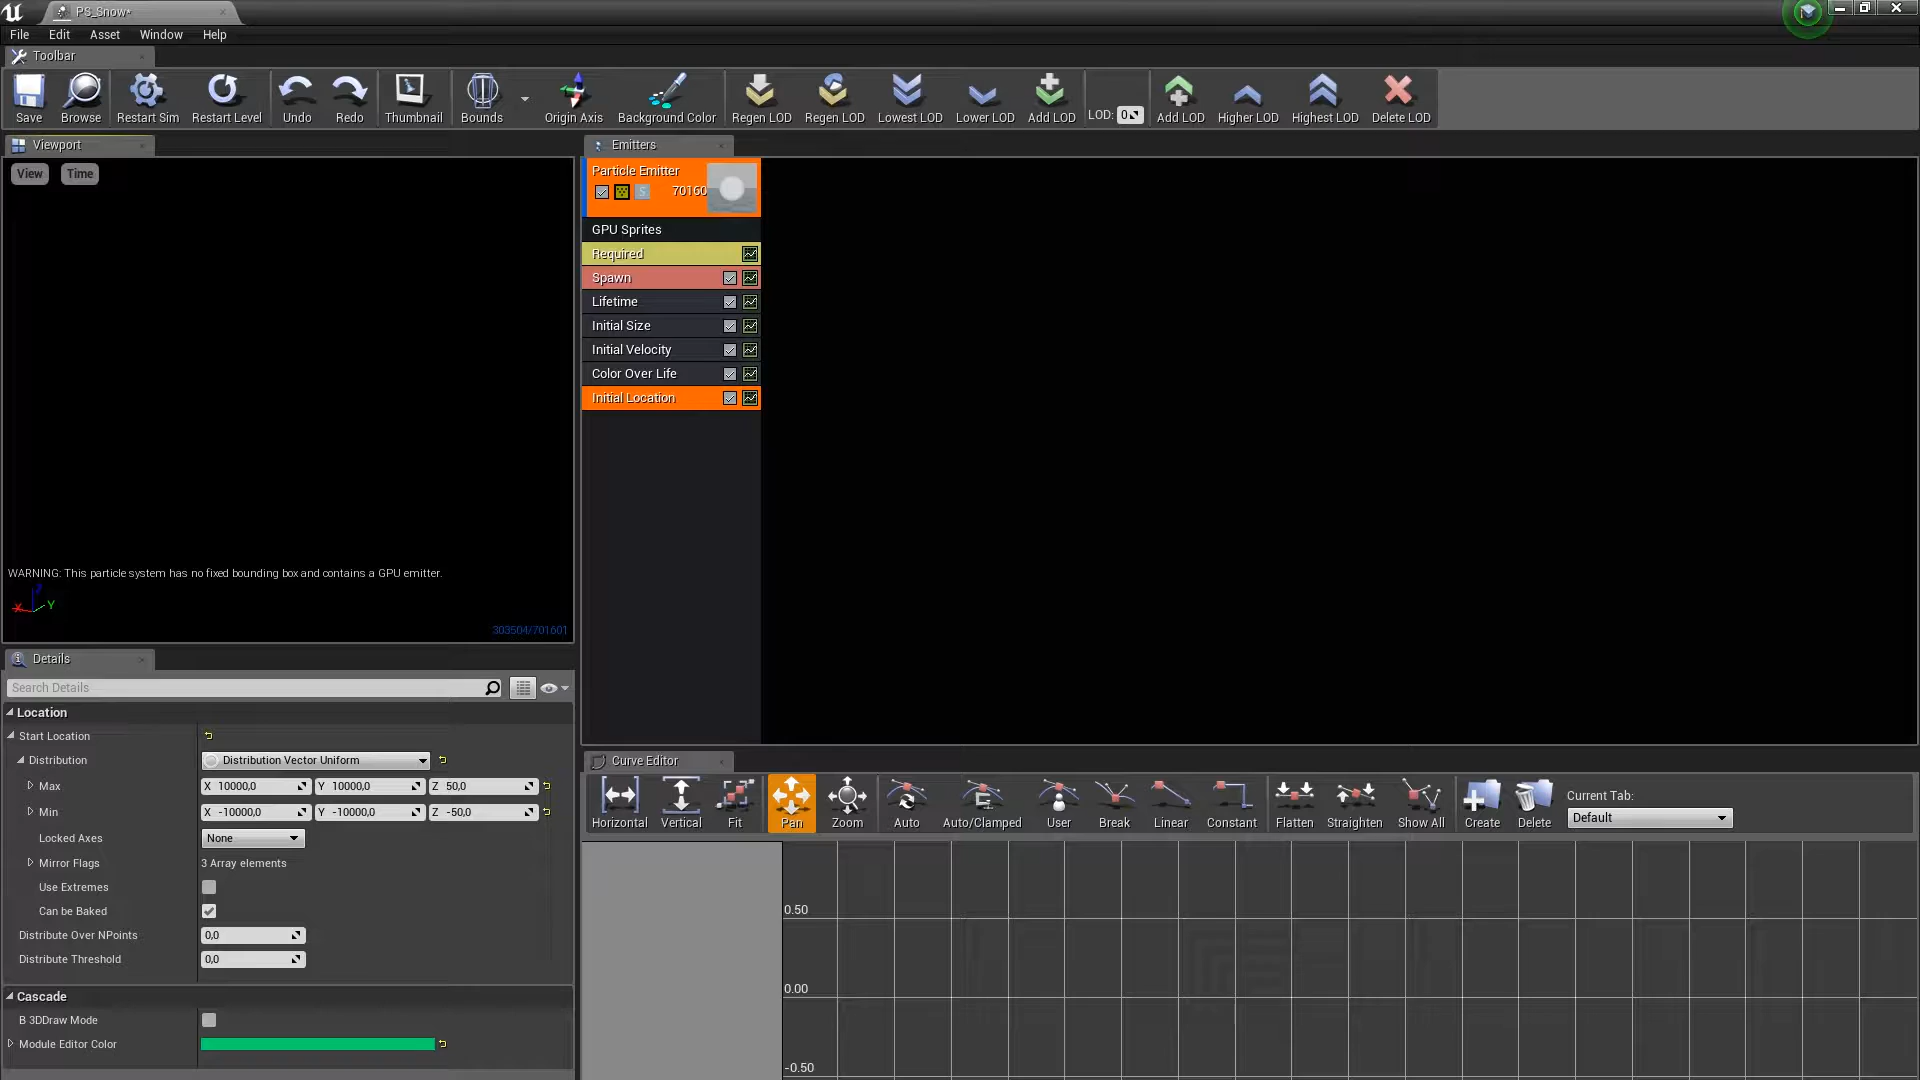 PS_Snow*
File Edit Asset Window Help
Toolbar
Save Browse Restart Sim Restart Level Undo Redo Thumbnail Bounds Origin Axis Background Color Regen LOD Regen LOD Lowest LOD Lower LOD Add LOD LOD: 0 Add LOD Higher LOD Highest LOD Delete LOD
Viewport
View Time
WARNING: This particle system has no fixed bounding box and contains a GPU emitter.
X Y
303504/701601
Emitters
Particle Emitter
S 70160
GPU Sprites
Required
Spawn
Lifetime
Initial Size
Initial Velocity
Color Over Life
Initial Location
Details
Search Details
Location
Start Location
Distribution Distribution Vector Uniform
Max X 10000,0 Y 10000,0 Z 50,0
Min X -10000,0 Y -10000,0 Z -50,0
Locked Axes None
Mirror Flags 3 Array elements
Use Extremes
Can be Baked
Distribute Over NPoints 0,0
Distribute Threshold 0,0
Cascade
B 3DDraw Mode
Module Editor Color
Curve Editor
Horizontal Vertical Fit Pan Zoom Auto Auto/Clamped User Break Linear Constant Flatten Straighten Show All Create Delete
Current Tab:
Default
0.50
0.00
-0.50